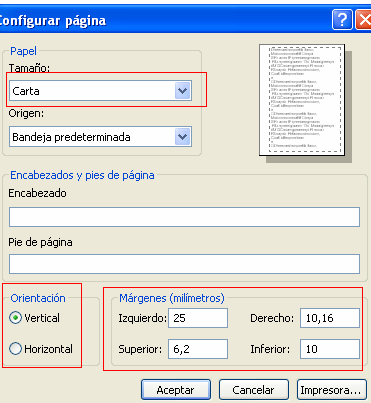 Configurar página
Papel
Tamaño:
Carta
Origen:
Bandeja predeterminada
Encabezados y pies de página
Encabezado
Pie de página
Orientación
Vertical
Horizontal
Márgenes (milímetros)
Izquierdo: 25 Derecho: 10,16
Superior: 6,2 Inferior: 10
Aceptar Cancelar Impresora...